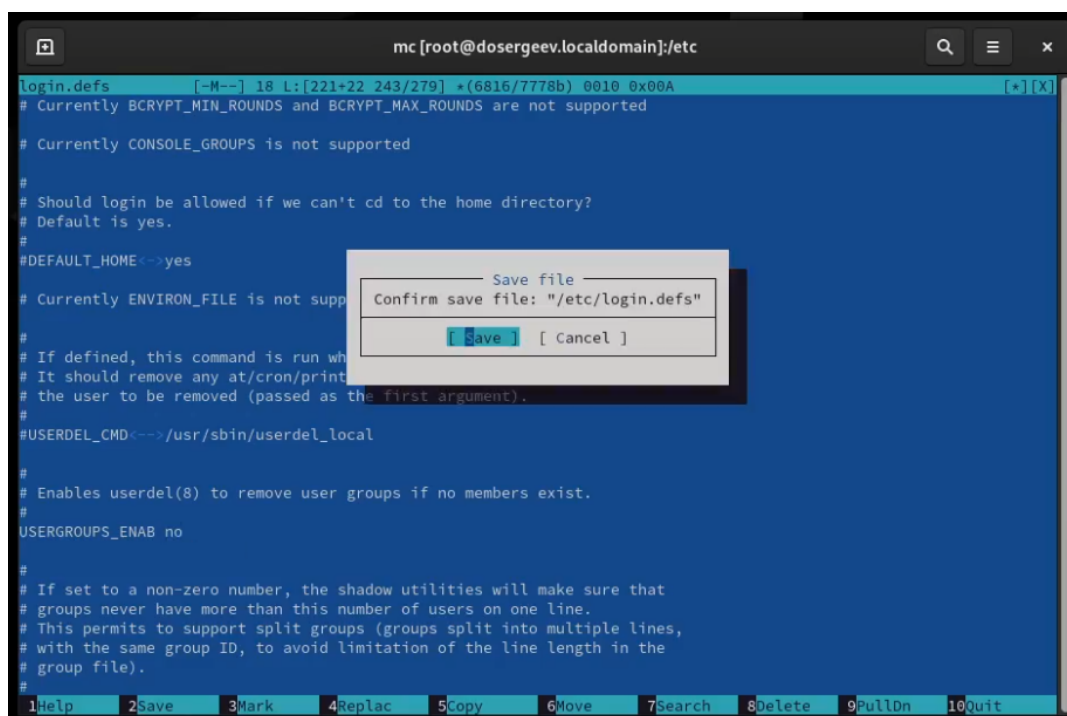 mc [root@dosergeev.localdomain]:/etc
login.defs [-M--] 18 L:[221+22 243/279] *(6816/7778b) 0010 0x00A [*][X]
# Currently BCRYPT_MIN_ROUNDS and BCRYPT_MAX_ROUNDS are not supported
# Currently CONSOLE_GROUPS is not supported
#
# Should login be allowed if we can't cd to the home directory?
# Default is yes.
#
#DEFAULT_HOME<->yes
# Currently ENVIRON_FILE is not supp
Save file
Confirm save file: "/etc/login.defs"
[ Save ] [ Cancel ]
#
# If defined, this command is run wh
# It should remove any at/cron/print
# the user to be removed (passed as the first argument).
#
#USERDEL_CMD<-->/usr/sbin/userdel_local
#
# Enables userdel(8) to remove user groups if no members exist.
#
USERGROUPS_ENAB no
#
# If set to a non-zero number, the shadow utilities will make sure that
# groups never have more than this number of users on one line.
# This permits to support split groups (groups split into multiple lines,
# with the same group ID, to avoid limitation of the line length in the
# group file).
#
1Help 2Save 3Mark 4Replac 5Copy 6Move 7Search 8Delete 9PullDn 10Quit